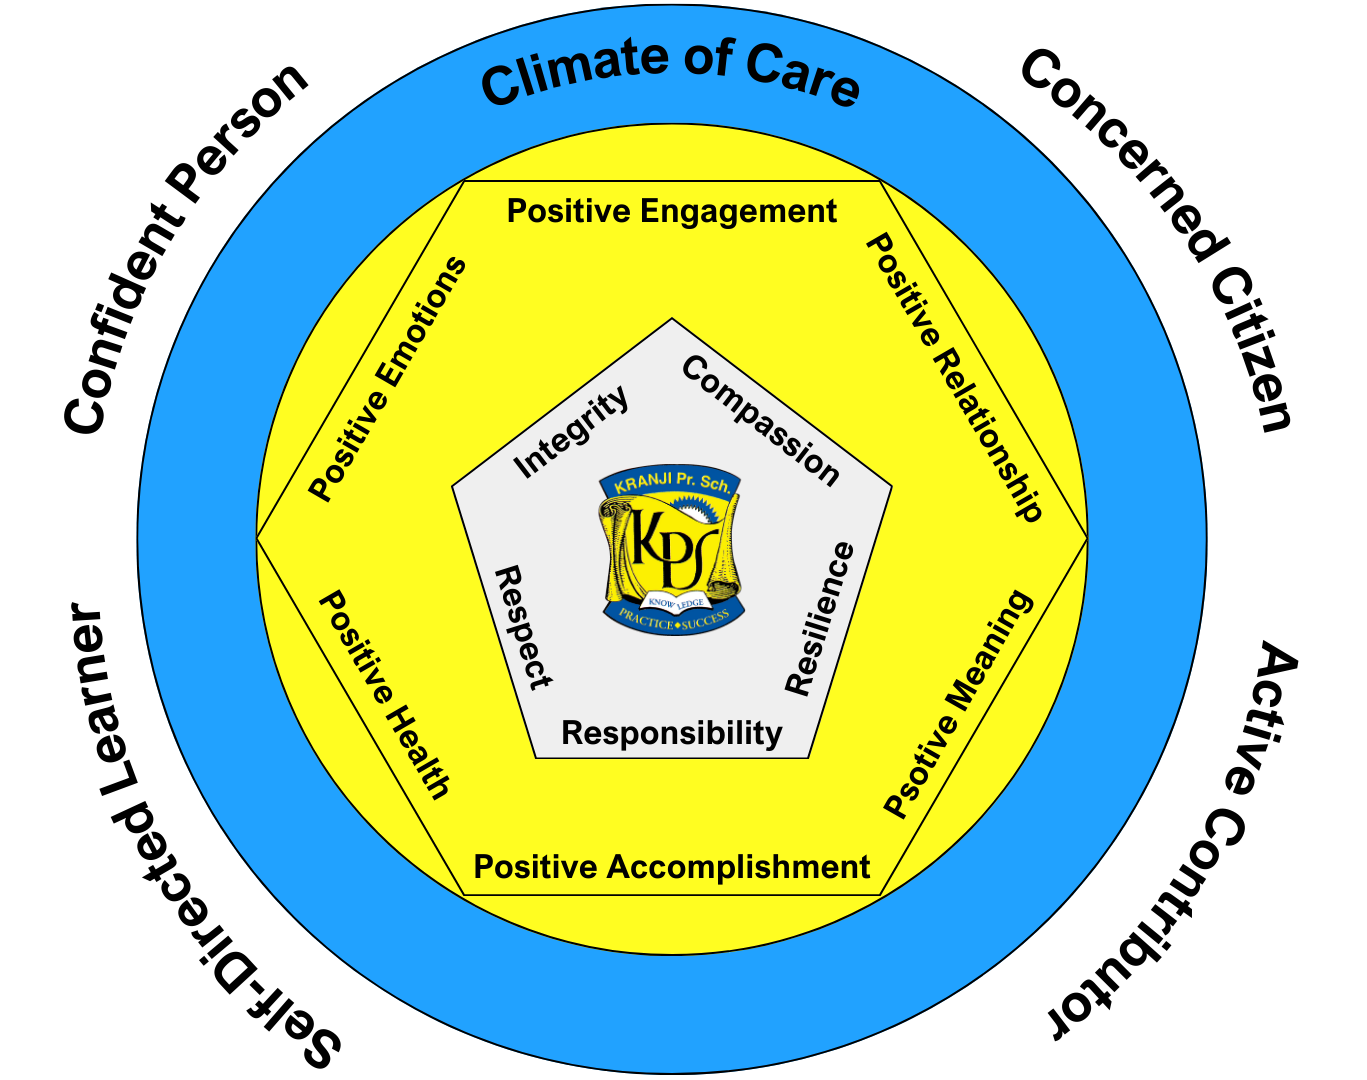 Climate of Care
Confident Person
Concerned Citizen
Self-Directed Learner
Active Contributor
Positive Engagement
Positive Emotions
Positive Relationship
Positive Health
Psotive Meaning
Positive Accomplishment
Integrity
Compassion
Respect
Resilience
Responsibility
KRANJI Pr. Sch.
KPS
KNOWLEDGE
PRACTICE◆SUCCESS